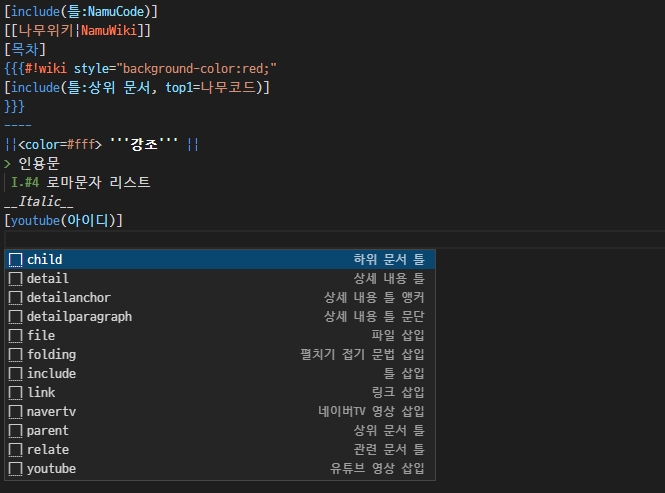 [include(틀:NamuCode)]
[[나무위키|NamuWiki]]
[목차]
{{{#!wiki style="background-color:red;"
[include(틀:상위 문서, top1=나무코드)]
}}}
----
||<color=#fff> '''강조''' ||
> 인용문
I.#4 로마문자 리스트
__Italic__
[youtube(아이디)]
child 하위 문서 틀
detail 상세 내용 틀
detailanchor 상세 내용 틀 앵커
detailparagraph 상세 내용 틀 문단
file 파일 삽입
folding 펼치기 접기 문법 삽입
include 틀 삽입
link 링크 삽입
navertv 네이버TV 영상 삽입
parent 상위 문서 틀
relate 관련 문서 틀
youtube 유튜브 영상 삽입